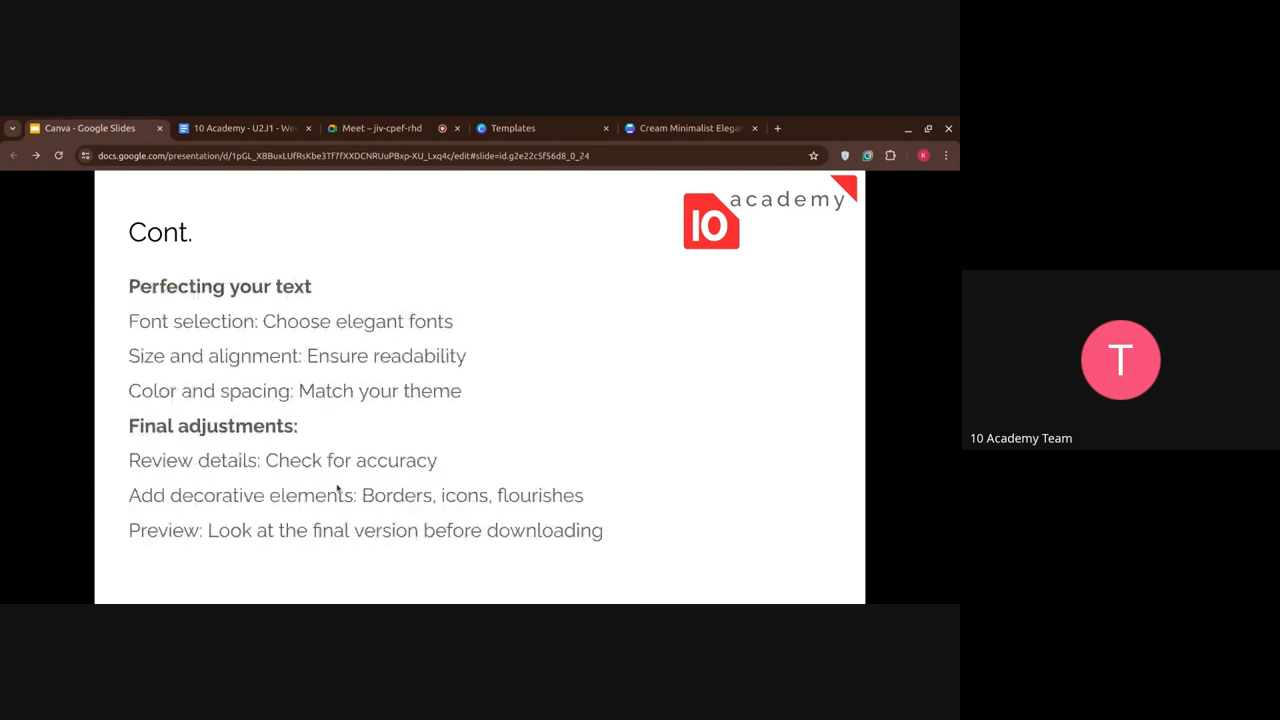 Canva - Google Slides
10 Academy - U2J1 - We
Meet – jiv-cpef-rhd
Templates
Cream Minimalist Elega
docs.google.com/presentation/d/1pGL_XBBuxLUfRsKbe3Tf7fXXDCNRUuPBxp-XU_Lxq4c/edit#slide=id.g2e22c5f56d8_0_24
K
10
academy
Cont.
Perfecting your text
Font selection: Choose elegant fonts
Size and alignment: Ensure readability
Color and spacing: Match your theme
Final adjustments:
Review details: Check for accuracy
Add decorative elements: Borders, icons, flourishes
Preview: Look at the final version before downloading
T
10 Academy Team